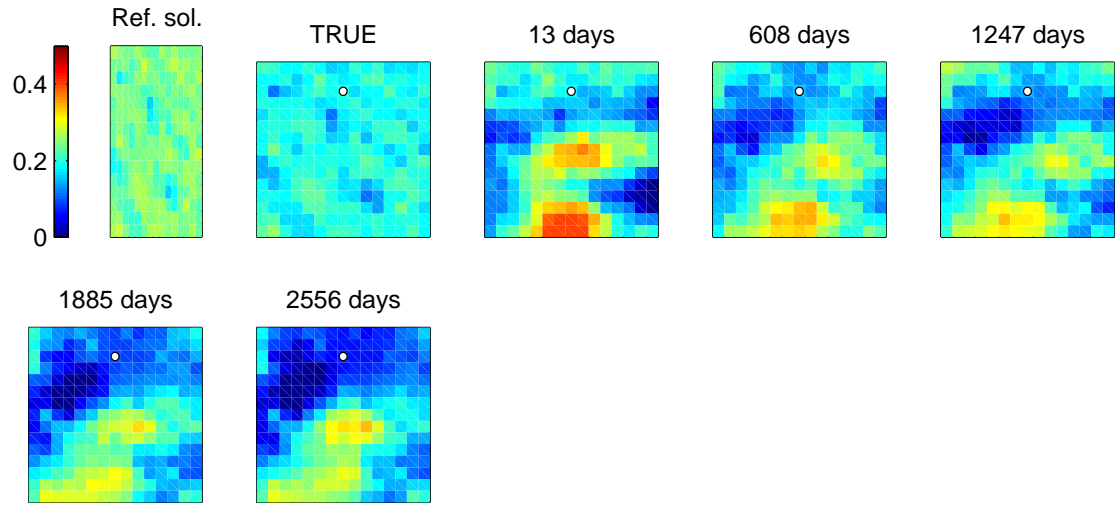 Ref. sol.
TRUE
13 days
608 days
1247 days
0.4
0.2
0
1885 days
2556 days